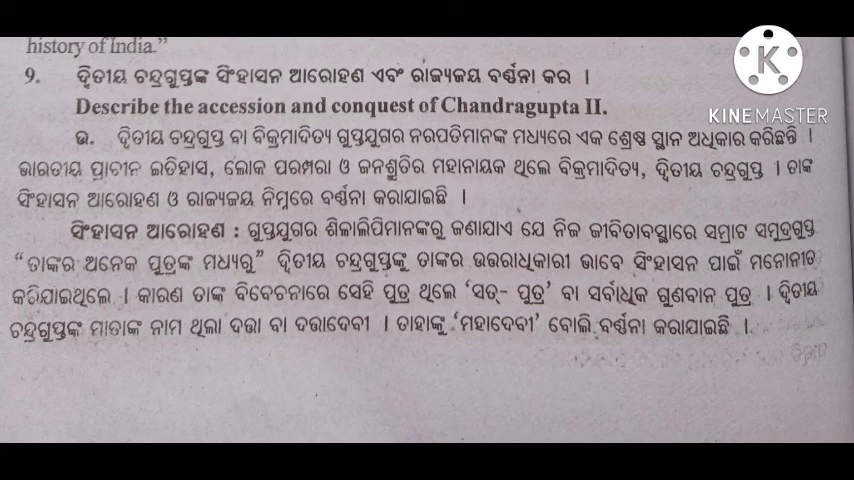 history of India."
K
KINEMASTER
9. ଦ୍ୱିତୀୟ ଚନ୍ଦ୍ରଗୁପ୍ତଙ୍କ ସିଂହାସନ ଆରୋହଣ ଏବଂ ରାଜ୍ୟଜୟ ବର୍ଣ୍ଣନା କର ।
Describe the accession and conquest of Chandragupta II.
ଉ. ଦ୍ୱିତୀୟ ଚନ୍ଦ୍ରଗୁପ୍ତ ବା ବିକ୍ରମାଦିତ୍ୟ ଗୁପ୍ତଯୁଗର ନରପତିମାନଙ୍କ ମଧ୍ୟରେ ଏକ ଶ୍ରେଷ୍ଠ ସ୍ଥାନ ଅଧିକାର କରିଛନ୍ତି ।
ଭାରତୀୟ ପ୍ରାଚୀନ ଇତିହାସ, ଲୋକ ପରମ୍ପରା ଓ ଜନଶ୍ରୁତିର ମହାନାୟକ ଥିଲେ ବିକ୍ରମାଦିତ୍ୟ, ଦ୍ୱିତୀୟ ଚନ୍ଦ୍ରଗୁପ୍ତ । ତାଙ୍କ
ସିଂହାସନ ଆରୋହଣ ଓ ରାଜ୍ୟଜୟ ନିମ୍ନରେ ବର୍ଣ୍ଣନା କରାଯାଇଛି ।
ସିଂହାସନ ଆରୋହଣ : ଗୁପ୍ତଯୁଗର ଶିଳାଲିପିମାନଙ୍କରୁ ଜଣାଯାଏ ଯେ ନିଜ ଜୀବିତାବସ୍ଥାରେ ସମ୍ରାଟ ସମୁଦ୍ରଗୁପ୍ତ
“ତାଙ୍କର ଅନେକ ପୁତ୍ରଙ୍କ ମଧ୍ୟରୁ” ଦ୍ୱିତୀୟ ଚନ୍ଦ୍ରଗୁପ୍ତଙ୍କୁ ତାଙ୍କର ଉତ୍ତରାଧିକାରୀ ଭାବେ ସିଂହାସନ ପାଇଁ ମନୋନୀତ
କରିଯାଇଥିଲେ । କାରଣ ତାଙ୍କ ବିବେଚନାରେ ସେହି ପୁତ୍ର ଥିଲେ ‘ସତ୍- ପୁତ୍ର’ ବା ସର୍ବାଧିକ ଗୁଣବାନ୍ ପୁତ୍ର । ଦ୍ୱିତୀୟ
ଚନ୍ଦ୍ରଗୁପ୍ତଙ୍କ ମାତାଙ୍କ ନାମ ଥିଲା ଦତ୍ତା ବା ଦତ୍ତାଦେବୀ । ତାହାଙ୍କୁ ‘ମହାଦେବୀ’ ବୋଲି ବର୍ଣ୍ଣନା କରାଯାଇଛି ।